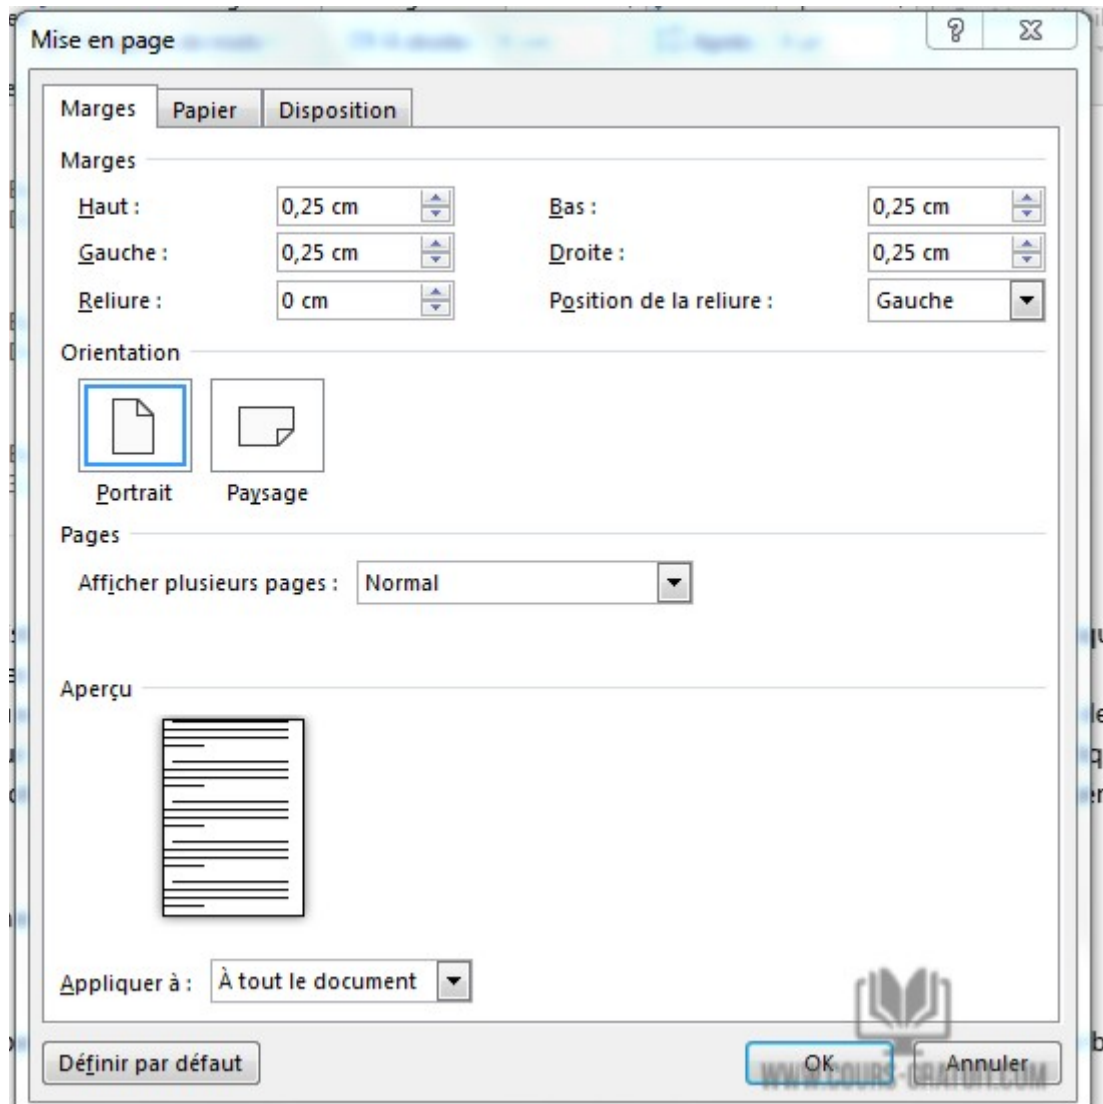 Mise en page
Marges Papier Disposition
Marges
Haut : 0,25 cm Bas : 0,25 cm
Gauche : 0,25 cm Droite : 0,25 cm
Reliure : 0 cm Position de la reliure : Gauche
Orientation
Portrait Paysage
Pages
Afficher plusieurs pages : Normal
Aperçu
Appliquer à : À tout le document
Définir par défaut OK Annuler
WWW.COURS-GRATUIT.COM